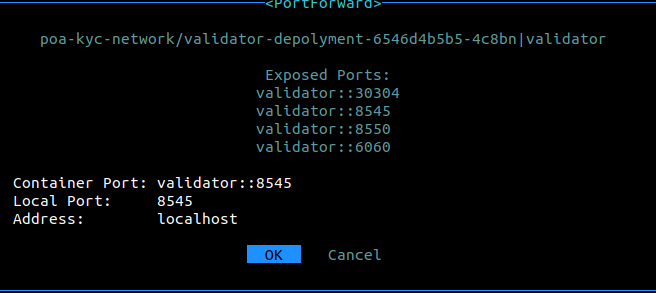 <PortForward>
poa-kyc-network/validator-depolyment-6546d4b5b5-4c8bn|validator
Exposed Ports:
validator::30304
validator::8545
validator::8550
validator::6060
Container Port: validator::8545
Local Port: 8545
Address: localhost
OK Cancel